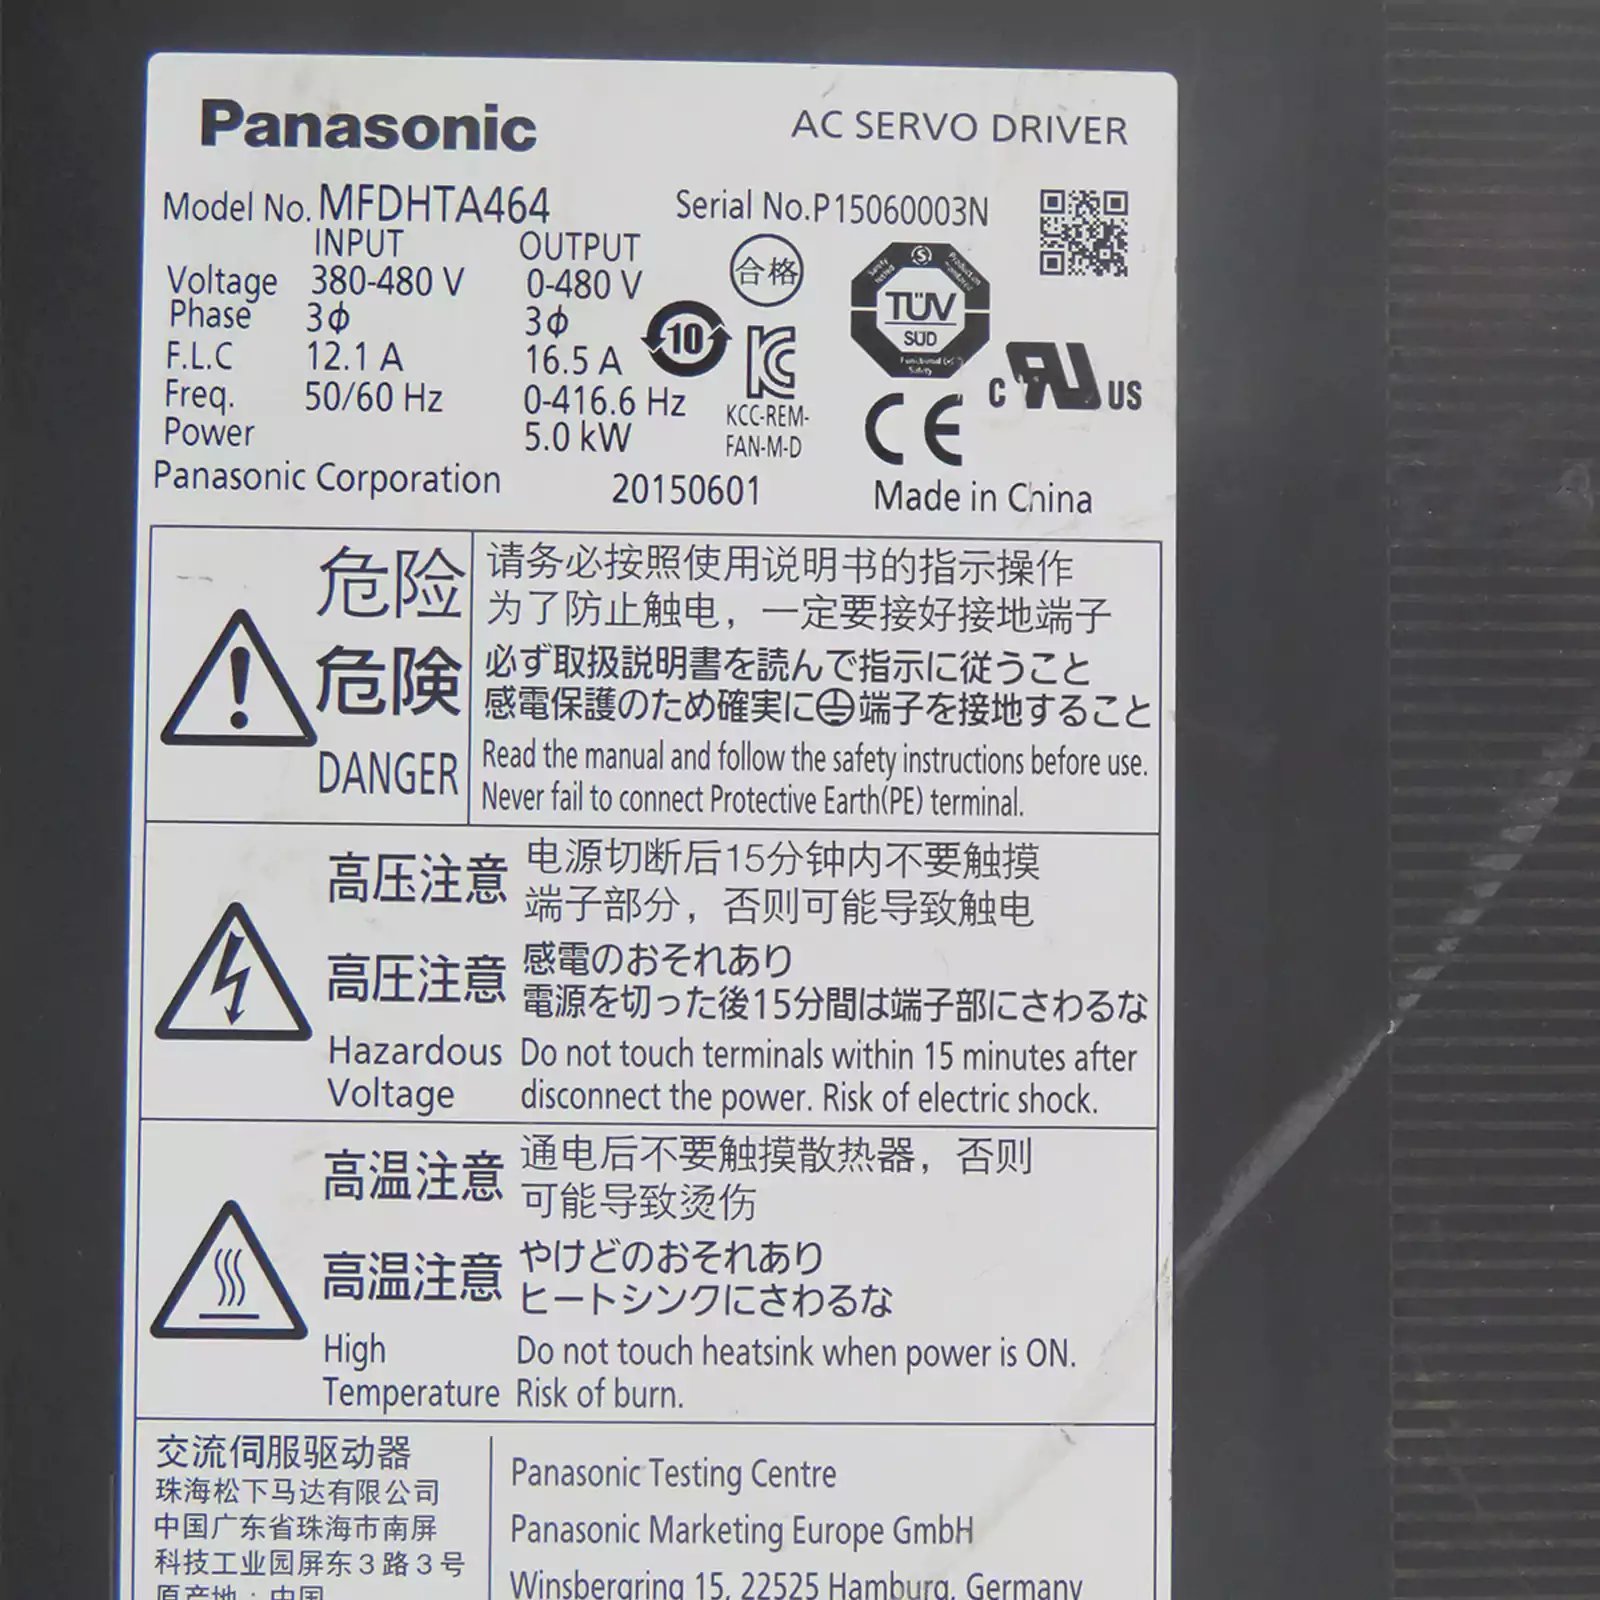 Panasonic AC SERVO DRIVER
Model No. MFDHTA464 Serial No.P15060003N
INPUT OUTPUT
Voltage 380-480 V 0-480 V
Phase 3ϕ 3ϕ
F.L.C 12.1 A 16.5 A
Freq. 50/60 Hz 0-416.6 Hz
Power 5.0 kW
合格
10
KCC-REM-
FAN-M-D
TÜV
SÜD
CE
C US
Panasonic Corporation 20150601 Made in China
危险
危険
DANGER
请务必按照使用说明书的指示操作
为了防止触电，一定要接好接地端子
必ず取扱説明書を読んで指示に従うこと
感電保護のため確実に端子を接地すること
Read the manual and follow the safety instructions before use.
Never fail to connect Protective Earth(PE) terminal.
高压注意
电源切断后15分钟内不要触摸
端子部分，否则可能导致触电
高圧注意
感電のおそれあり
電源を切った後15分間は端子部にさわるな
Hazardous
Voltage
Do not touch terminals within 15 minutes after
disconnect the power. Risk of electric shock.
高温注意
通电后不要触摸散热器，否则
可能导致烫伤
高温注意
やけどのおそれあり
ヒートシンクにさわるな
High
Temperature
Do not touch heatsink when power is ON.
Risk of burn.
交流伺服驱动器
珠海松下马达有限公司
中国广东省珠海市南屏
科技工业园屏东3路3号
原产地：中国
Panasonic Testing Centre
Panasonic Marketing Europe GmbH
Winsbergring 15, 22525 Hamburg, Germany